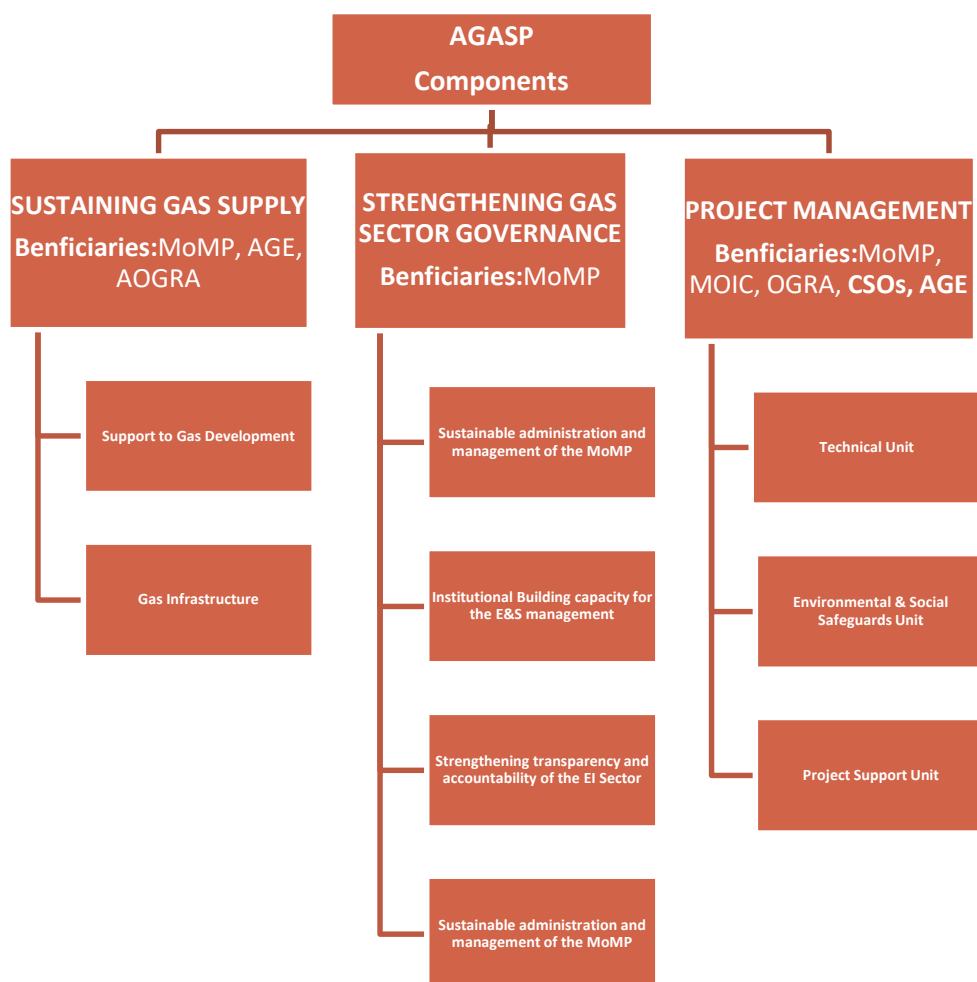 AGASP
Components
SUSTAINING GAS SUPPLY
Benficiaries:MoMP, AGE,
AOGRA
Support to Gas Development
Gas Infrastructure
STRENGTHENING GAS
SECTOR GOVERNANCE
Benficiaries:MoMP
Sustainable administration and
management of the MoMP
Institutional Building capacity for
the E&S management
Strengthening transparency and
accountability of the EI Sector
Sustainable administration and
management of the MoMP
PROJECT MANAGEMENT
Benficiaries:MoMP,
MOIC, OGRA, CSOs, AGE
Technical Unit
Environmental & Social
Safeguards Unit
Project Support Unit